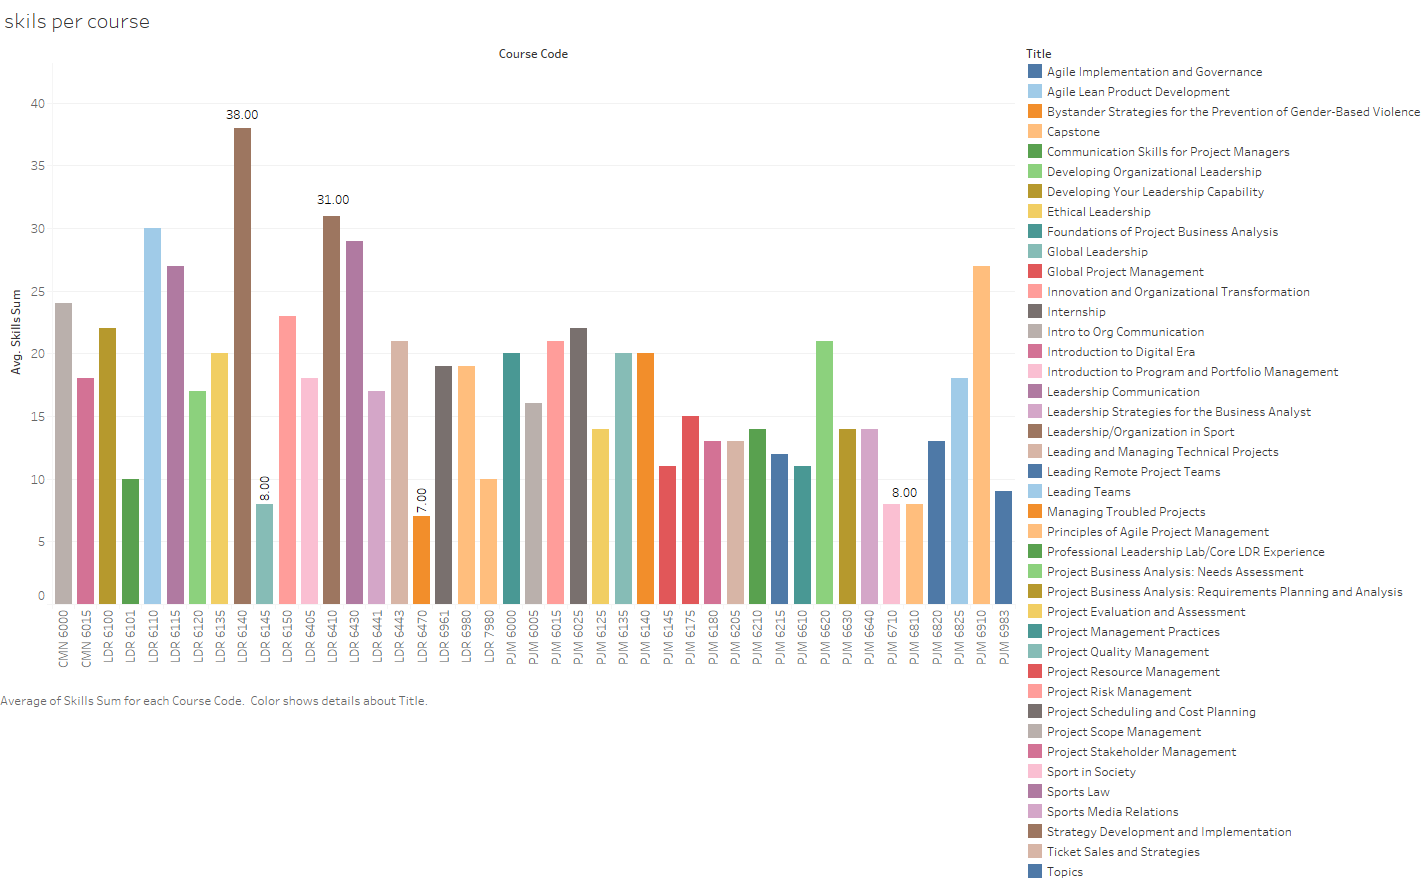 skils per course
Course Code
Title
Agile Implementation and Governance
Agile Lean Product Development
Bystander Strategies for the Prevention of Gender-Based Violence
Capstone
Communication Skills for Project Managers
Developing Organizational Leadership
Developing Your Leadership Capability
Ethical Leadership
Foundations of Project Business Analysis
Global Leadership
Global Project Management
Innovation and Organizational Transformation
Internship
Intro to Org Communication
Introduction to Digital Era
Introduction to Program and Portfolio Management
Leadership Communication
Leadership Strategies for the Business Analyst
Leadership/Organization in Sport
Leading and Managing Technical Projects
Leading Remote Project Teams
Leading Teams
Managing Troubled Projects
Principles of Agile Project Management
Professional Leadership Lab/Core LDR Experience
Project Business Analysis: Needs Assessment
Project Business Analysis: Requirements Planning and Analysis
Project Evaluation and Assessment
Project Management Practices
Project Quality Management
Project Resource Management
Project Risk Management
Project Scheduling and Cost Planning
Project Scope Management
Project Stakeholder Management
Sport in Society
Sports Law
Sports Media Relations
Strategy Development and Implementation
Ticket Sales and Strategies
Topics
Avg. Skills Sum
40
35
30
25
20
15
10
5
0
38.00
8.00
31.00
7.00
8.00
CMN 6000
CMN 6015
LDR 6100
LDR 6101
LDR 6110
LDR 6115
LDR 6120
LDR 6135
LDR 6140
LDR 6145
LDR 6150
LDR 6405
LDR 6410
LDR 6430
LDR 6441
LDR 6443
LDR 6470
LDR 6961
LDR 6980
LDR 7980
PJM 6000
PJM 6005
PJM 6015
PJM 6025
PJM 6125
PJM 6135
PJM 6140
PJM 6145
PJM 6175
PJM 6180
PJM 6205
PJM 6210
PJM 6215
PJM 6610
PJM 6620
PJM 6630
PJM 6640
PJM 6710
PJM 6810
PJM 6820
PJM 6825
PJM 6910
PJM 6983
Average of Skills Sum for each Course Code.  Color shows details about Title.